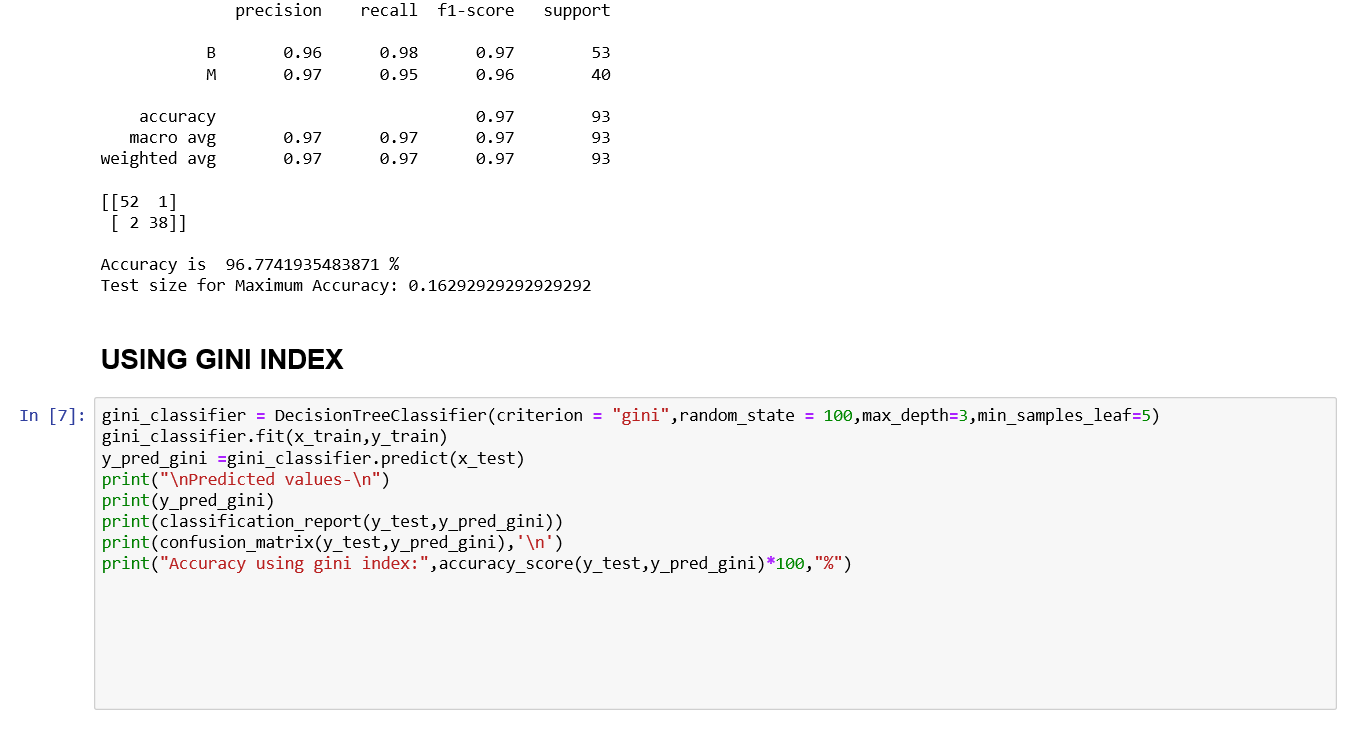 precision recall f1-score support
B 0.96 0.98 0.97 53
M 0.97 0.95 0.96 40
accuracy 0.97 93
macro avg 0.97 0.97 0.97 93
weighted avg 0.97 0.97 0.97 93
[[52 1]
[ 2 38]]
Accuracy is 96.7741935483871 %
Test size for Maximum Accuracy: 0.16292929292929292
USING GINI INDEX
In [7]: gini_classifier = DecisionTreeClassifier(criterion = "gini",random_state = 100,max_depth=3,min_samples_leaf=5)
gini_classifier.fit(x_train,y_train)
y_pred_gini =gini_classifier.predict(x_test)
print("\nPredicted values-\n")
print(y_pred_gini)
print(classification_report(y_test,y_pred_gini))
print(confusion_matrix(y_test,y_pred_gini),'\n')
print("Accuracy using gini index:",accuracy_score(y_test,y_pred_gini)*100,"%")